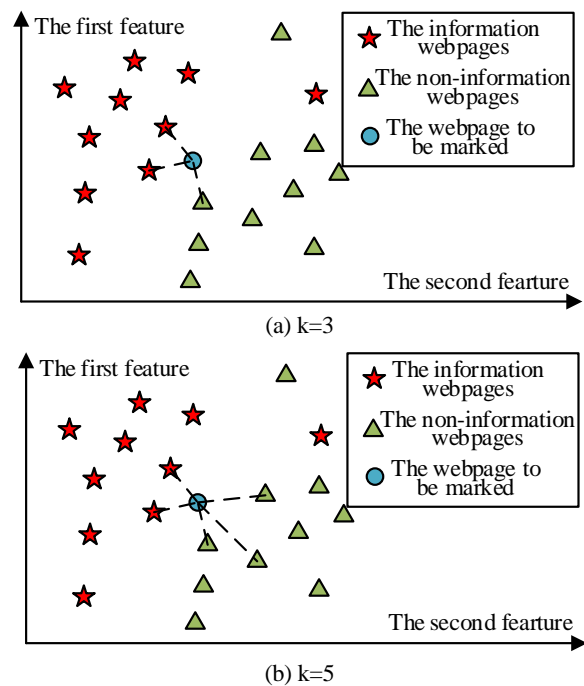 The first feature
The information
webpages
The non-information
webpages
The webpage to
be marked
The second fearture
(a) k=3
The first feature
The information
webpages
The non-information
webpages
The webpage to
be marked
The second fearture
(b) k=5